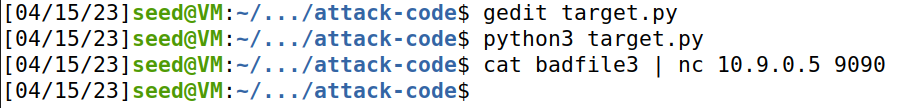 [04/15/23]seed@VM:~/.../attack-code$ gedit target.py
[04/15/23]seed@VM:~/.../attack-code$ python3 target.py
[04/15/23]seed@VM:~/.../attack-code$ cat badfile3 | nc 10.9.0.5 9090
[04/15/23]seed@VM:~/.../attack-code$